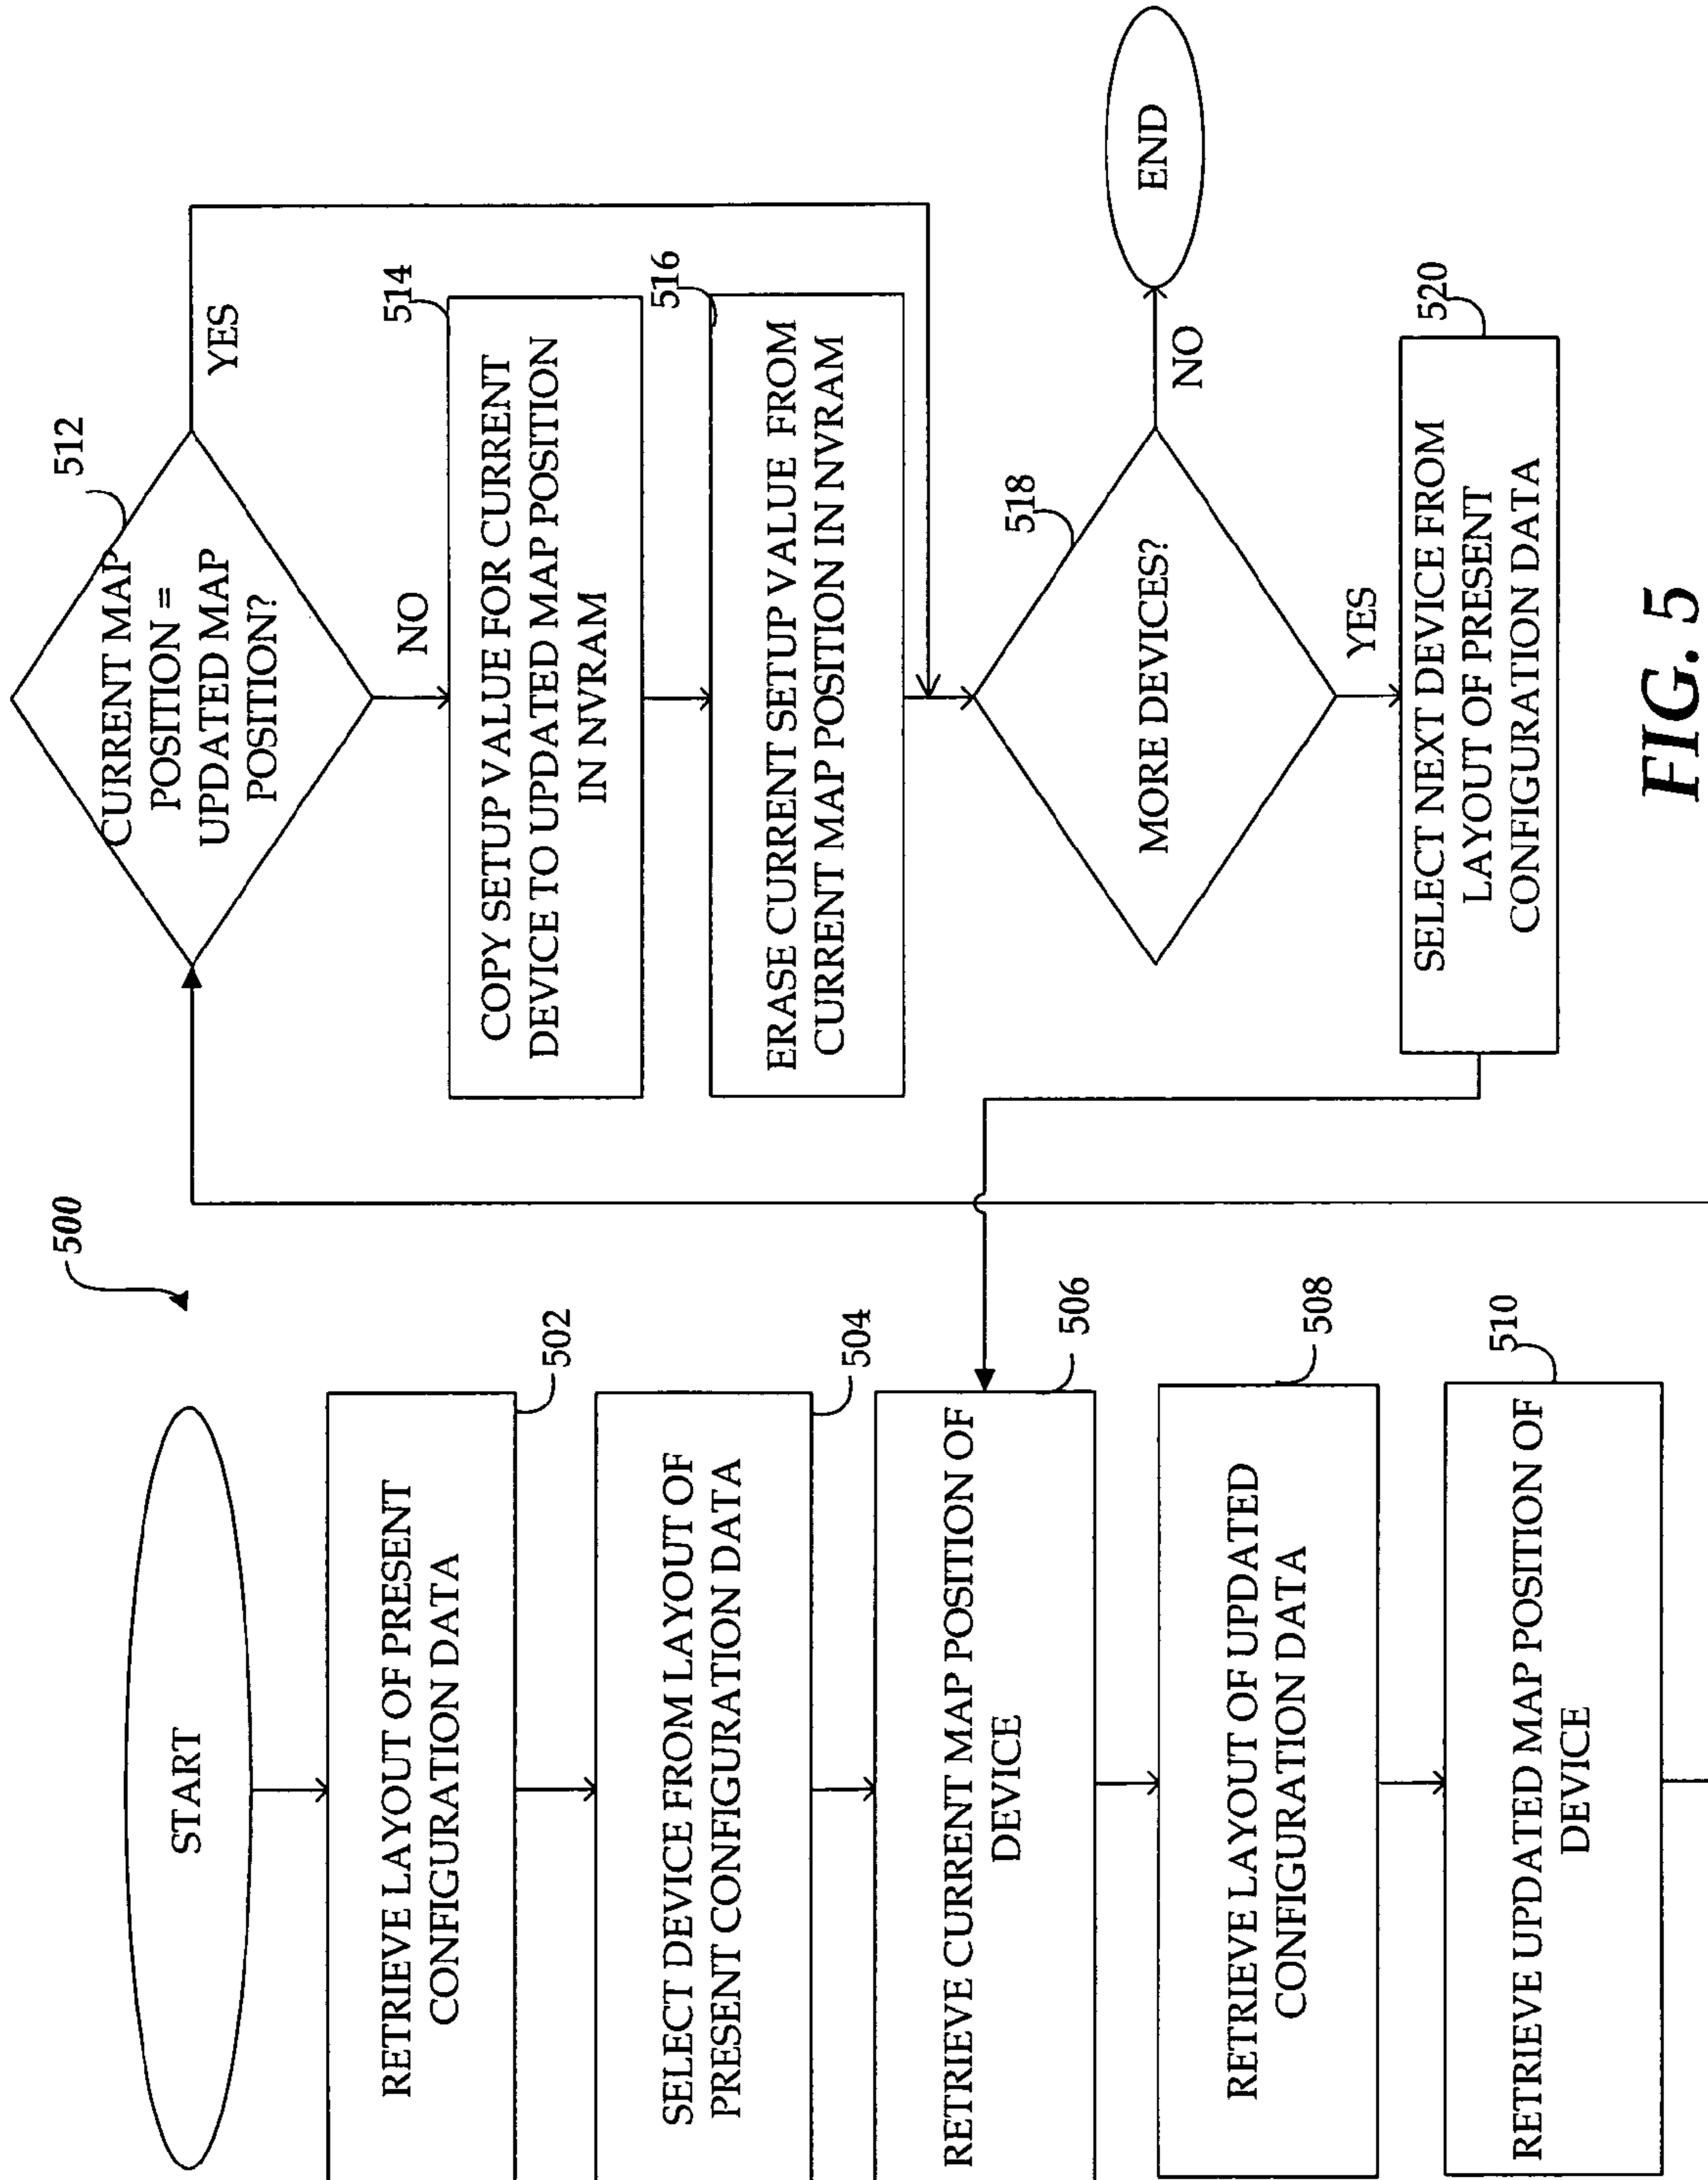 500
START
RETRIEVE LAYOUT OF PRESENT
CONFIGURATION DATA
502
SELECT DEVICE FROM LAYOUT OF
PRESENT CONFIGURATION DATA
504
RETRIEVE CURRENT MAP POSITION OF
DEVICE
506
RETRIEVE LAYOUT OF UPDATED
CONFIGURATION DATA
508
RETRIEVE UPDATED MAP POSITION OF
DEVICE
510
CURRENT MAP
POSITION =
UPDATED MAP
POSITION?
512
YES
NO
COPY SETUP VALUE FOR CURRENT
DEVICE TO UPDATED MAP POSITION
IN NVRAM
514
ERASE CURRENT SETUP VALUE FROM
CURRENT MAP POSITION IN NVRAM
516
MORE DEVICES?
518
NO
END
YES
SELECT NEXT DEVICE FROM
LAYOUT OF PRESENT
CONFIGURATION DATA
520
FIG. 5